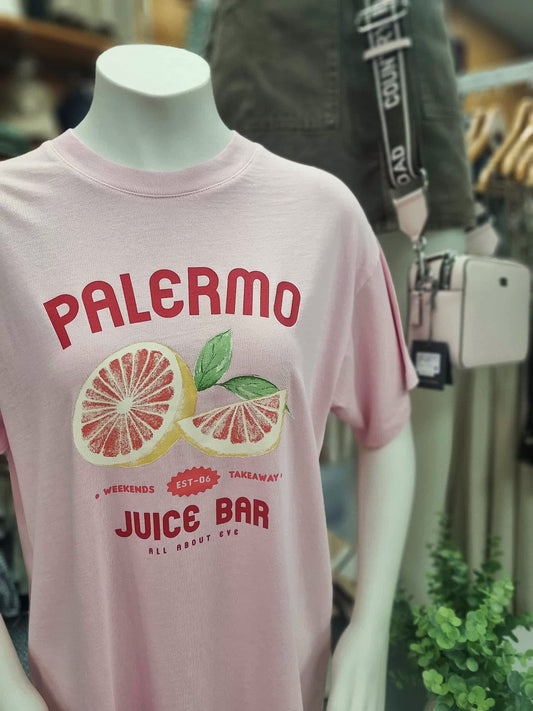 PALERMO
WEEKENDS EST-06 TAKEAWAY
JUICE BAR
ALL ABOUT EVE
COUNTRY
ROAD